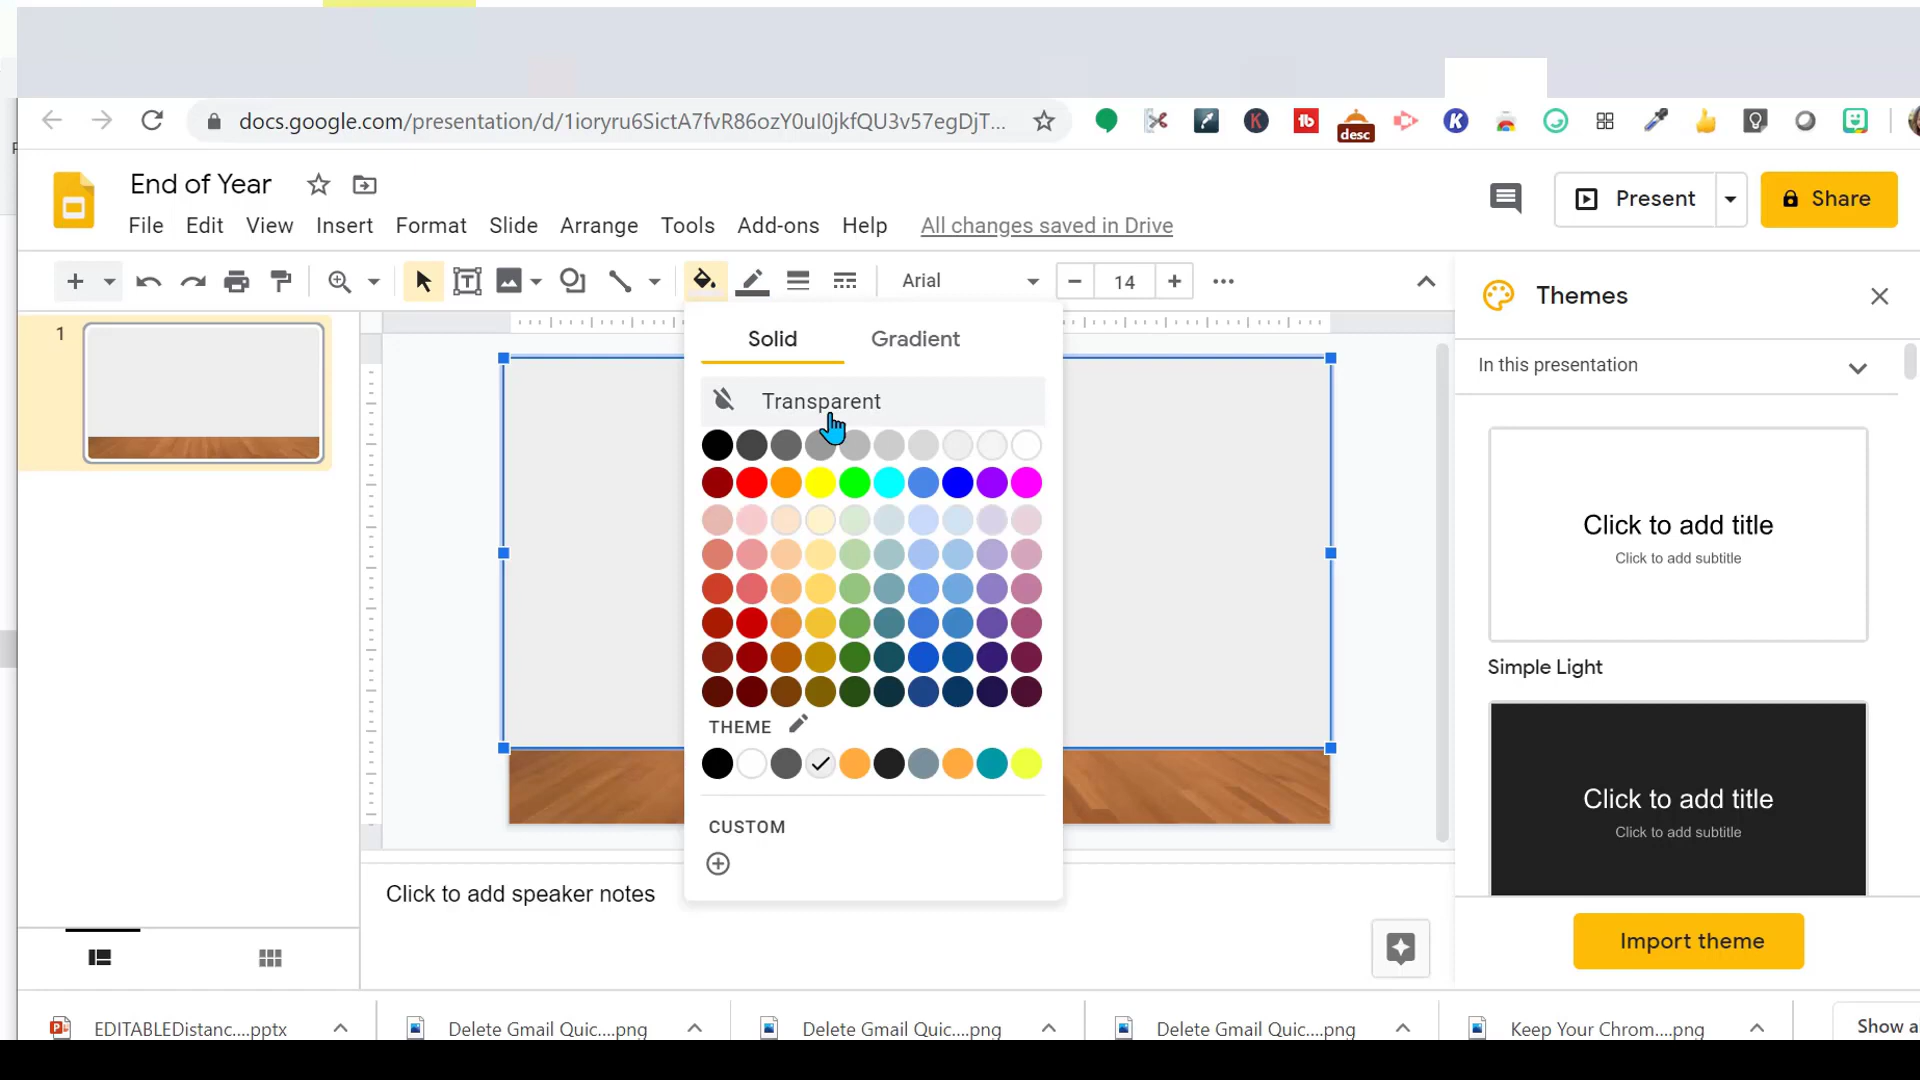 docs.google.com/presentation/d/1ioryru6SictA7fvR86ozY0uI0jkfQU3v57egDjT...
desc
End of Year
Present
Share
File Edit View Insert Format Slide Arrange Tools Add-ons Help All changes saved in Drive
Arial
14
Themes
1
Solid
Gradient
In this presentation
Transparent
Click to add title
Click to add subtitle
Simple Light
THEME
Click to add title
Click to add subtitle
CUSTOM
Click to add speaker notes
Import theme
EDITABLEDistanc....pptx
Delete Gmail Quic....png
Delete Gmail Quic....png
Delete Gmail Quic....png
Keep Your Chrom....png
Show a